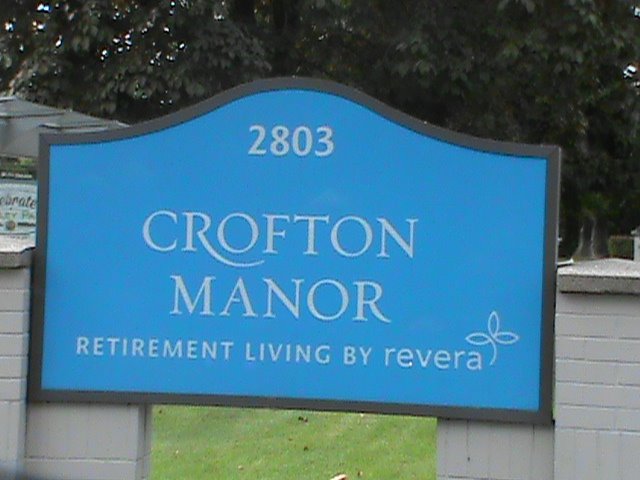 2803
CROFTON
MANOR
RETIREMENT LIVING BY revera